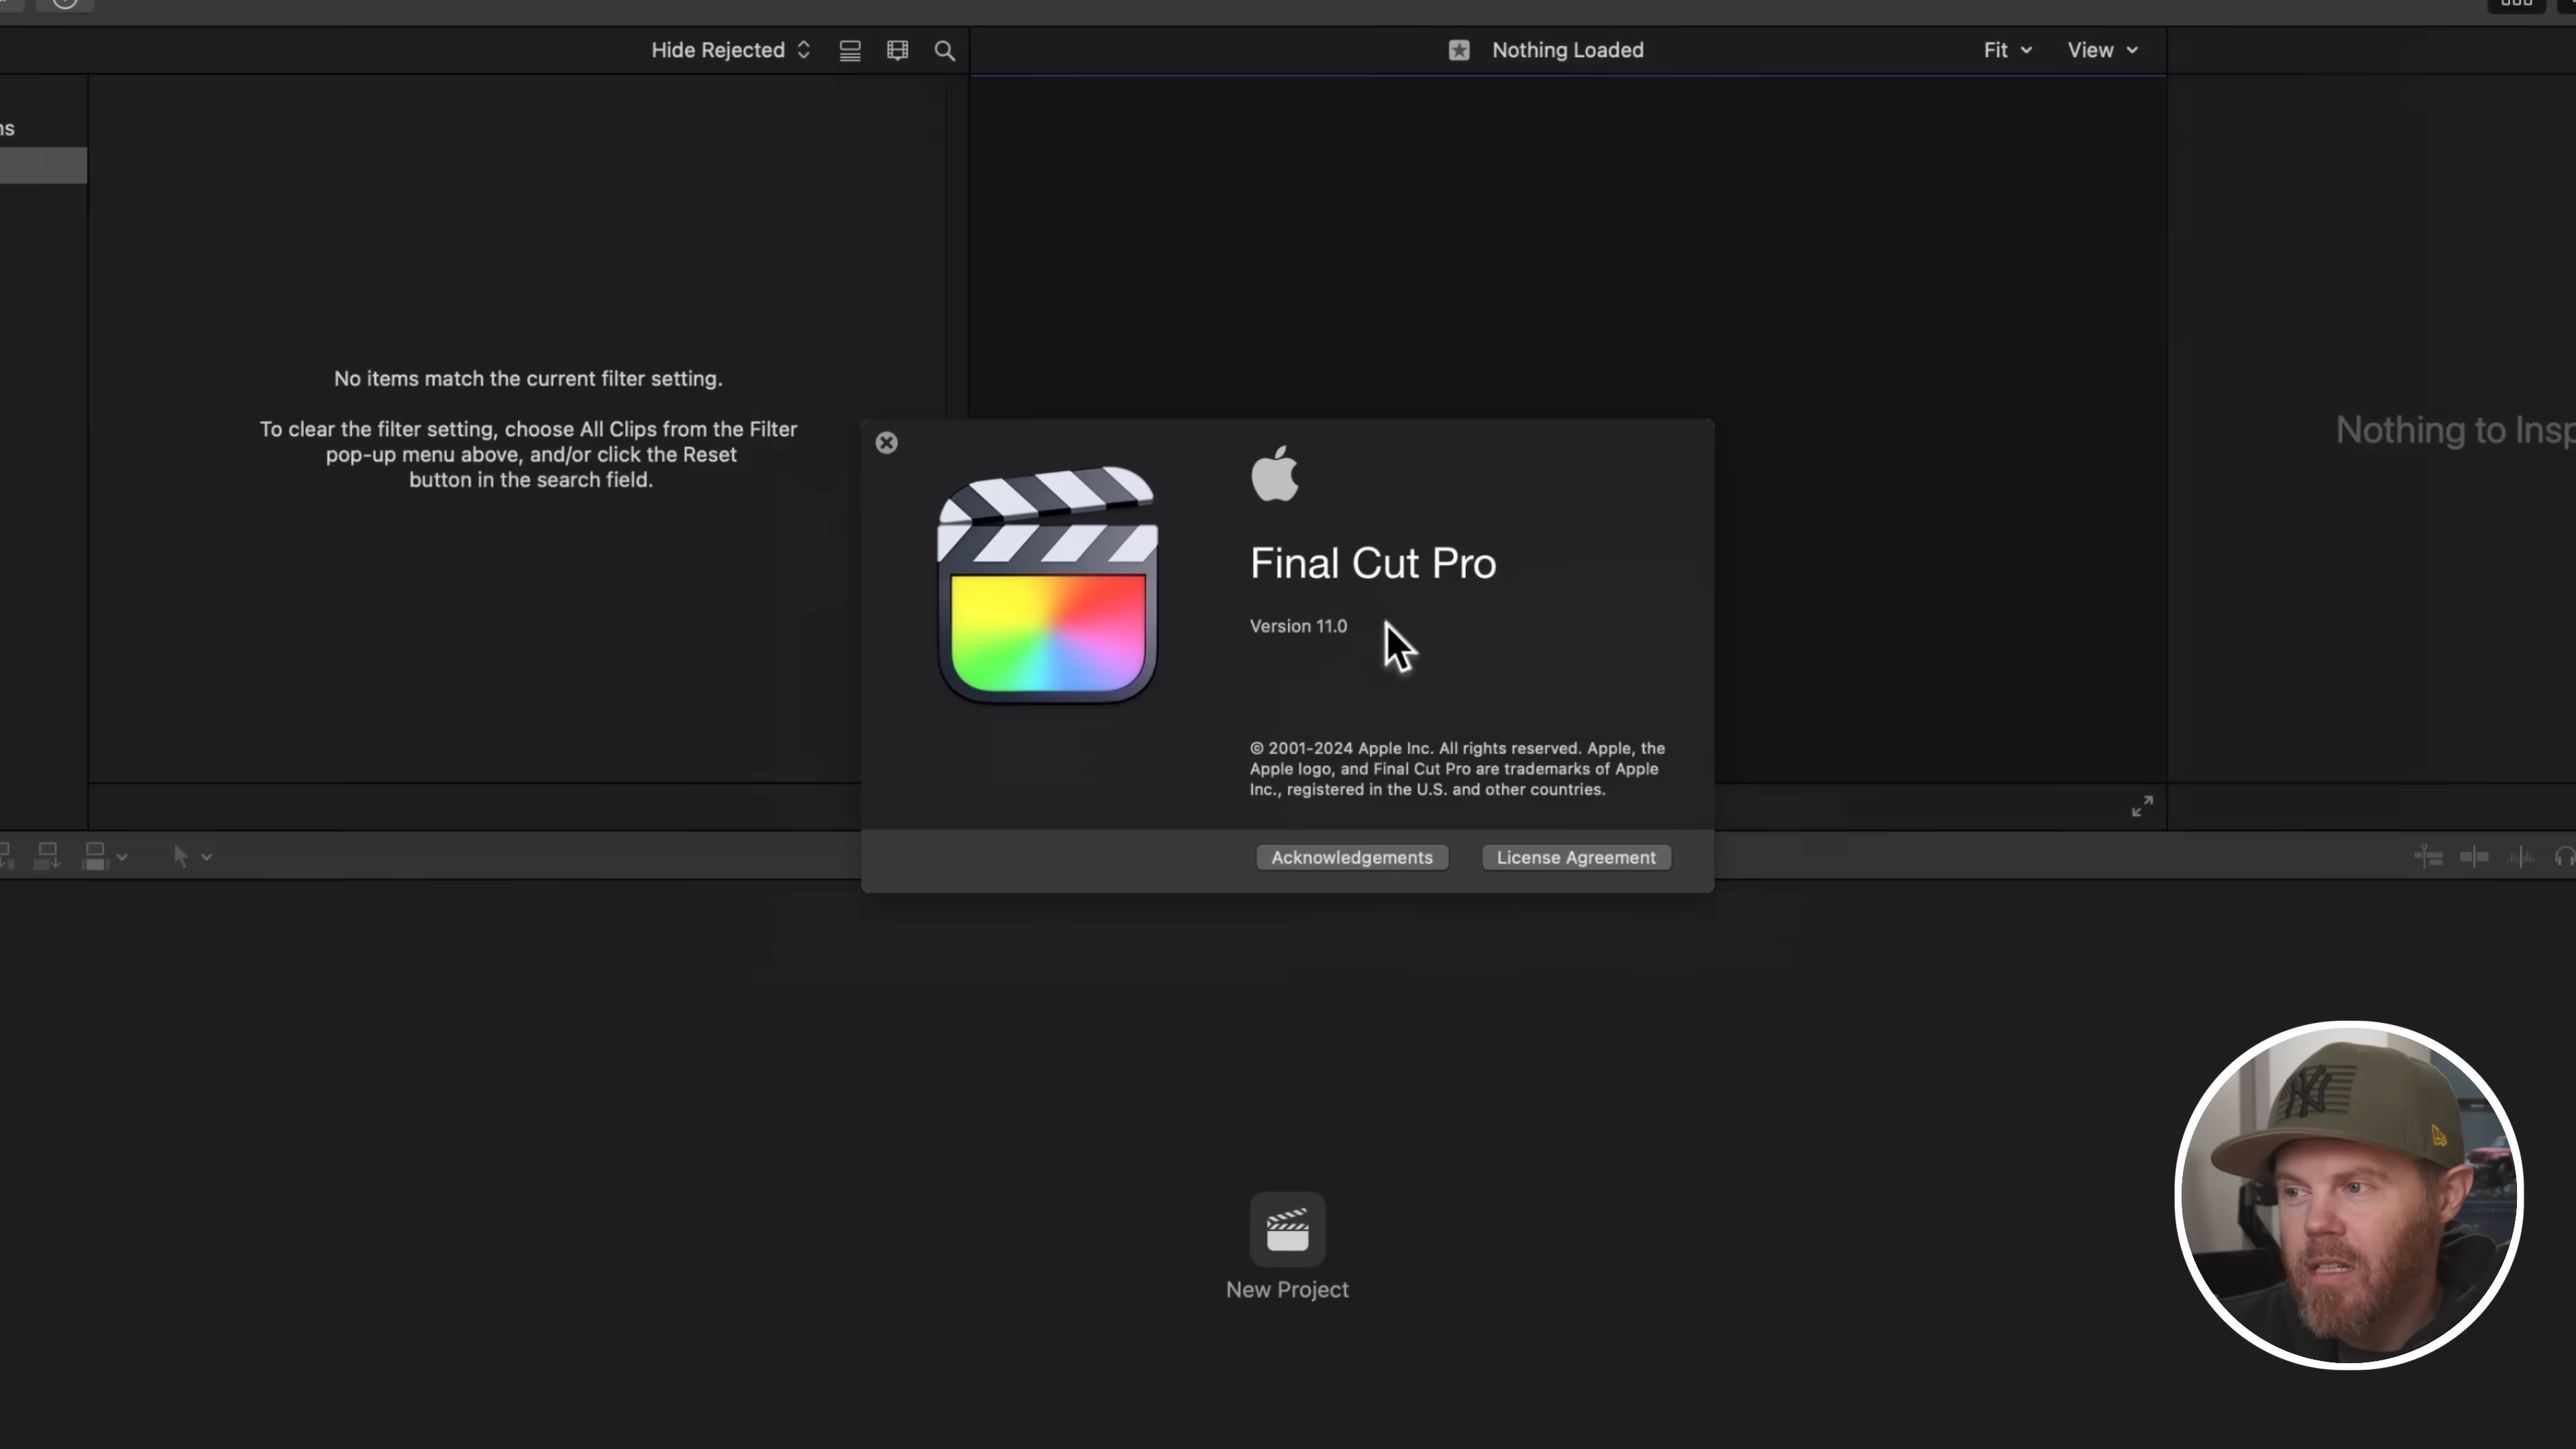 Hide Rejected
Nothing Loaded
Fit
View
No items match the current filter setting.
To clear the filter setting, choose All Clips from the Filter
pop-up menu above, and/or click the Reset
button in the search field.
Nothing to Insp
Final Cut Pro
Version 11.0
© 2001-2024 Apple Inc. All rights reserved. Apple, the
Apple logo, and Final Cut Pro are trademarks of Apple
Inc., registered in the U.S. and other countries.
Acknowledgements
License Agreement
New Project
NY